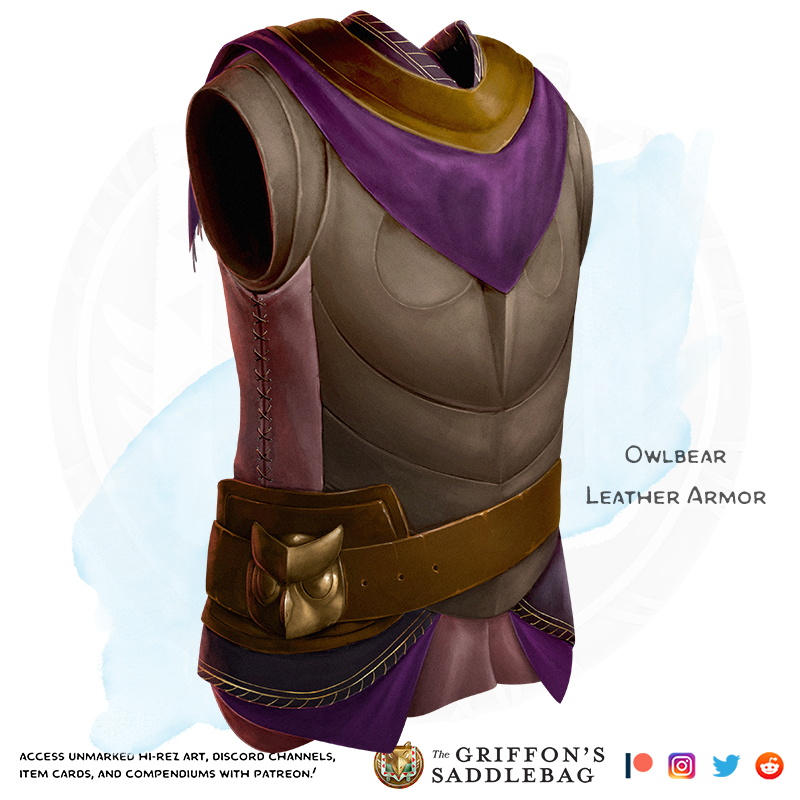 Owlbear
Leather Armor
Access unmarked hi-rez art, Discord channels,
item cards, and compendiums with Patreon!
The GRIFFON'S
SADDLEBAG